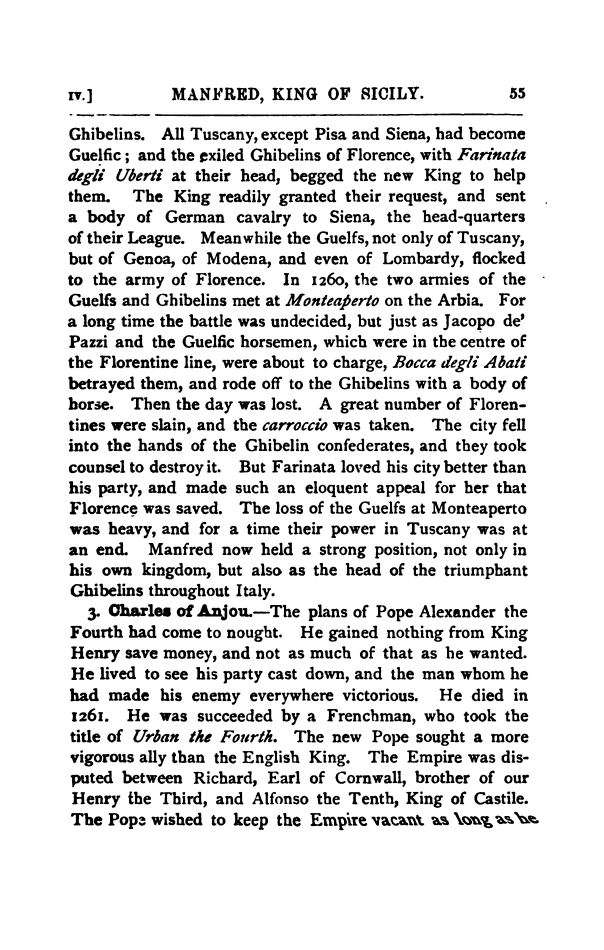 IV.] MANFRED, KING OF SICILY. 55
Ghibelins. All Tuscany, except Pisa and Siena, had become
Guelfic; and the exiled Ghibelins of Florence, with Farinata
degli Uberti at their head, begged the new King to help
them. The King readily granted their request, and sent
a body of German cavalry to Siena, the head-quarters
of their League. Meanwhile the Guelfs, not only of Tuscany,
but of Genoa, of Modena, and even of Lombardy, flocked
to the army of Florence. In 1260, the two armies of the
Guelfs and Ghibelins met at Monteaperto on the Arbia. For
a long time the battle was undecided, but just as Jacopo de'
Pazzi and the Guelfic horsemen, which were in the centre of
the Florentine line, were about to charge, Bocca degli Abati
betrayed them, and rode off to the Ghibelins with a body of
horse. Then the day was lost. A great number of Floren-
tines were slain, and the carroccio was taken. The city fell
into the hands of the Ghibelin confederates, and they took
counsel to destroy it. But Farinata loved his city better than
his party, and made such an eloquent appeal for her that
Florence was saved. The loss of the Guelfs at Monteaperto
was heavy, and for a time their power in Tuscany was at
an end. Manfred now held a strong position, not only in
his own kingdom, but also as the head of the triumphant
Ghibelins throughout Italy.
3. Charles of Anjou.—The plans of Pope Alexander the
Fourth had come to nought. He gained nothing from King
Henry save money, and not as much of that as he wanted.
He lived to see his party cast down, and the man whom he
had made his enemy everywhere victorious. He died in
1261. He was succeeded by a Frenchman, who took the
title of Urban the Fourth. The new Pope sought a more
vigorous ally than the English King. The Empire was dis-
puted between Richard, Earl of Cornwall, brother of our
Henry the Third, and Alfonso the Tenth, King of Castile.
The Pope wished to keep the Empire vacant as long as he